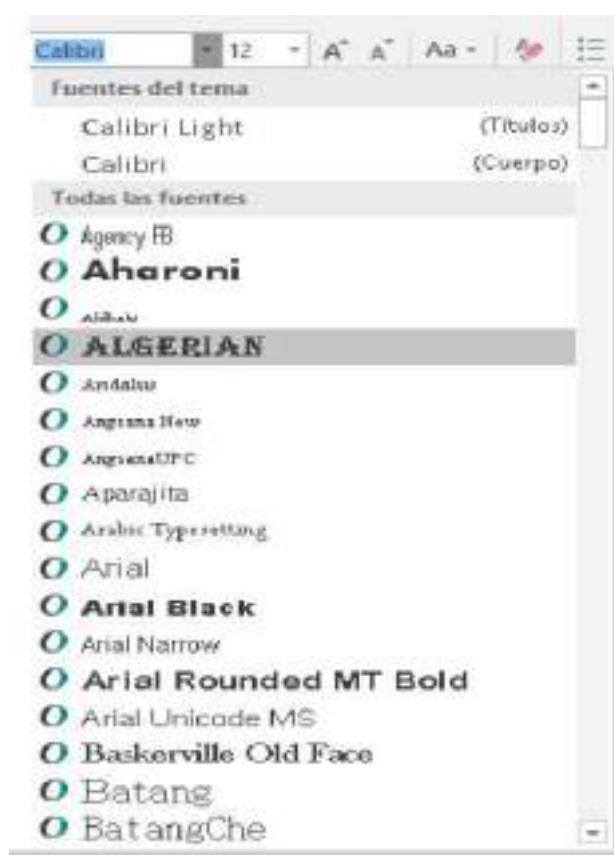 Calibri 12 A A Aa
Fuentes del tema
Calibri Light (Títulos)
Calibri (Cuerpo)
Todas las fuentes
O Agency FB
O Aharoni
O Aldhabi
O ALGERIAN
O Andalus
O Angsana New
O AngsanaUPC
O Aparajita
O Arabic Typesetting
O Arial
O Arial Black
O Arial Narrow
O Arial Rounded MT Bold
O Arial Unicode MS
O Baskerville Old Face
O Batang
O BatangChe